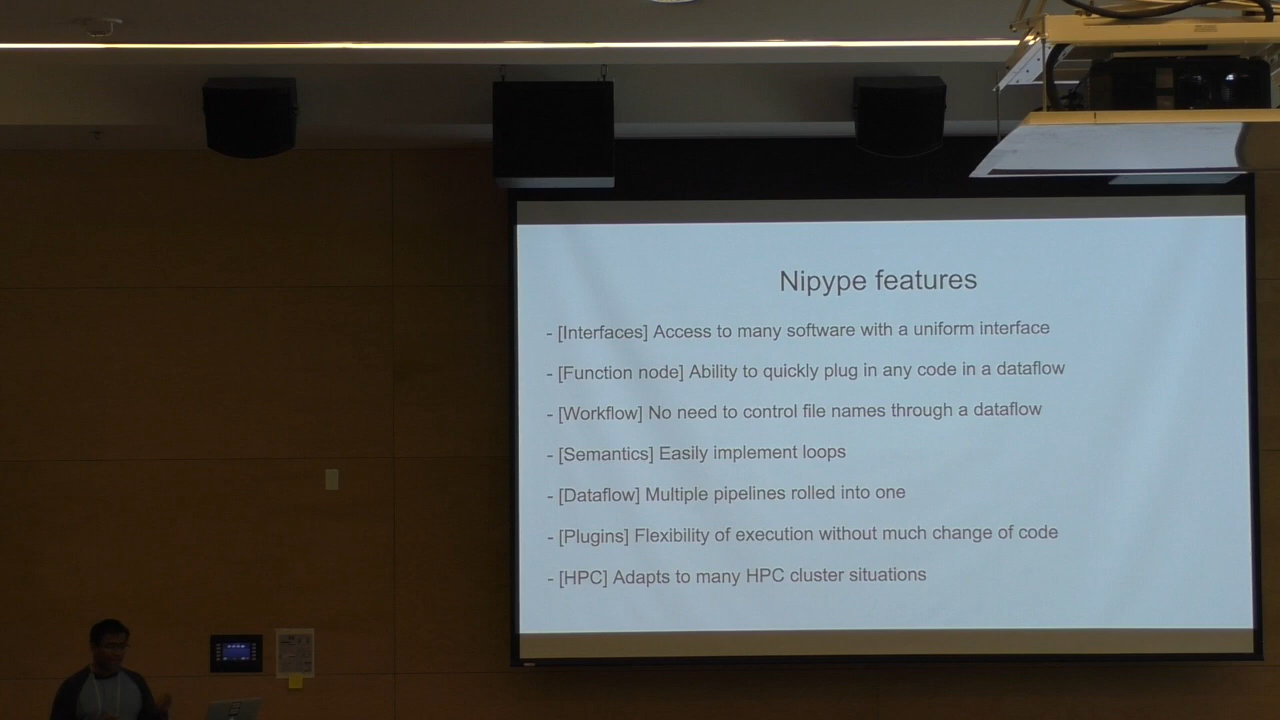 Nipype features
- [Interfaces] Access to many software with a uniform interface
- [Function node] Ability to quickly plug in any code in a dataflow
- [Workflow] No need to control file names through a dataflow
- [Semantics] Easily implement loops
- [Dataflow] Multiple pipelines rolled into one
- [Plugins] Flexibility of execution without much change of code
- [HPC] Adapts to many HPC cluster situations